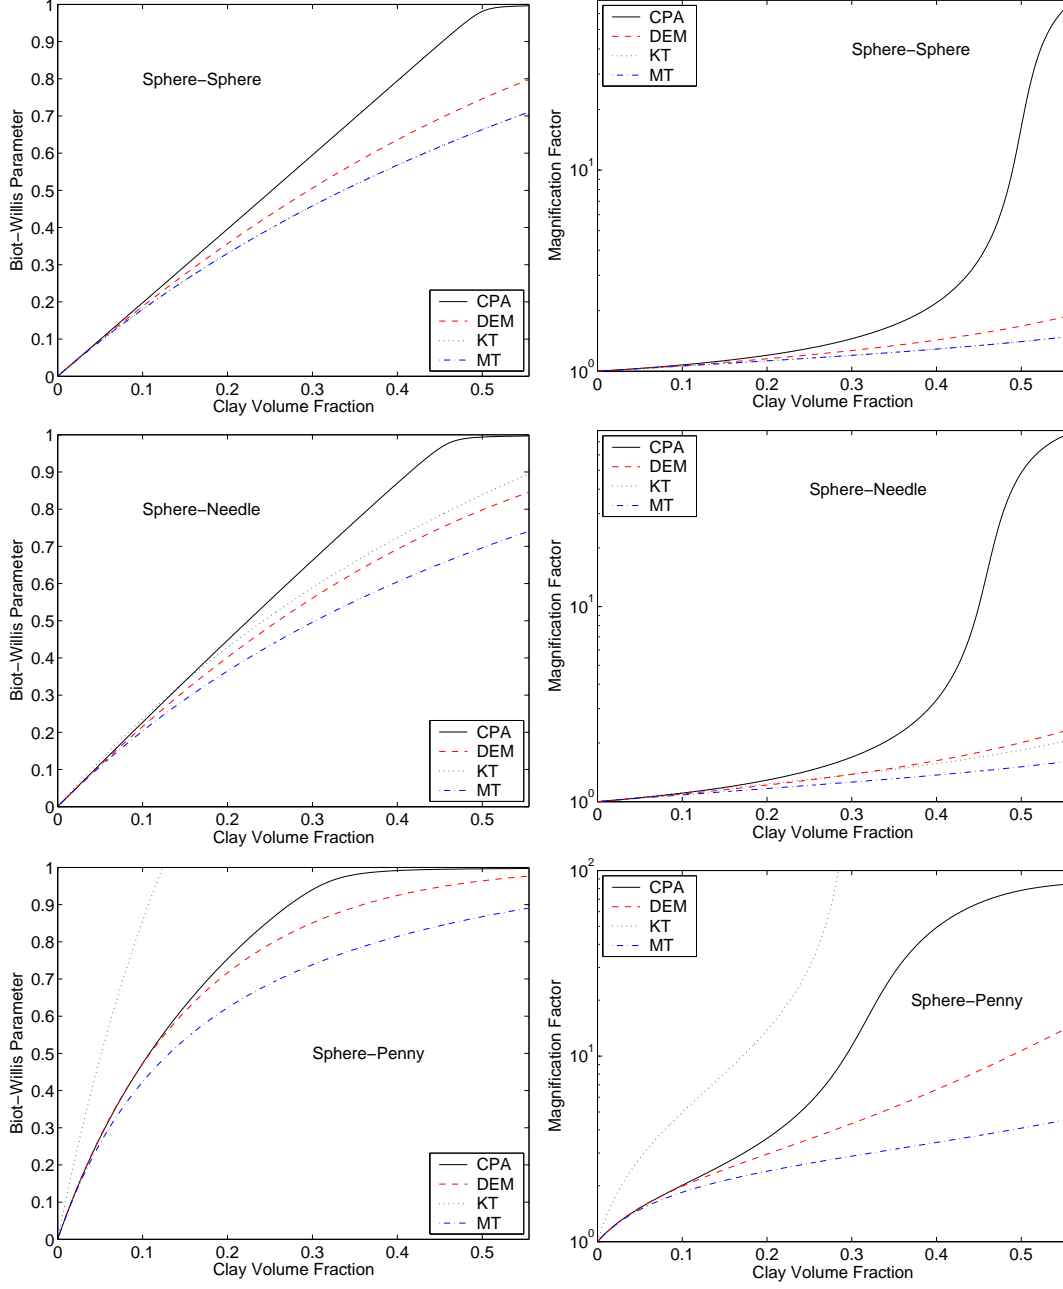 1
0.9
0.8
0.7
0.6
0.5
0.4
0.3
0.2
0.1
0
Biot−Willis Parameter
Sphere−Sphere
CPA
DEM
KT
MT
0 0.1 0.2 0.3 0.4 0.5
Clay Volume Fraction
CPA
DEM
KT
MT
Sphere−Sphere
Magnification Factor
10^1
10^0
0 0.1 0.2 0.3 0.4 0.5
Clay Volume Fraction
1
0.9
0.8
0.7
0.6
0.5
0.4
0.3
0.2
0.1
0
Biot−Willis Parameter
Sphere−Needle
CPA
DEM
KT
MT
0 0.1 0.2 0.3 0.4 0.5
Clay Volume Fraction
CPA
DEM
KT
MT
Sphere−Needle
Magnification Factor
10^1
10^0
0 0.1 0.2 0.3 0.4 0.5
Clay Volume Fraction
1
0.9
0.8
0.7
0.6
0.5
0.4
0.3
0.2
0.1
0
Biot−Willis Parameter
Sphere−Penny
CPA
DEM
KT
MT
0 0.1 0.2 0.3 0.4 0.5
Clay Volume Fraction
10^2
CPA
DEM
KT
MT
Sphere−Penny
Magnification Factor
10^1
10^0
0 0.1 0.2 0.3 0.4 0.5
Clay Volume Fraction